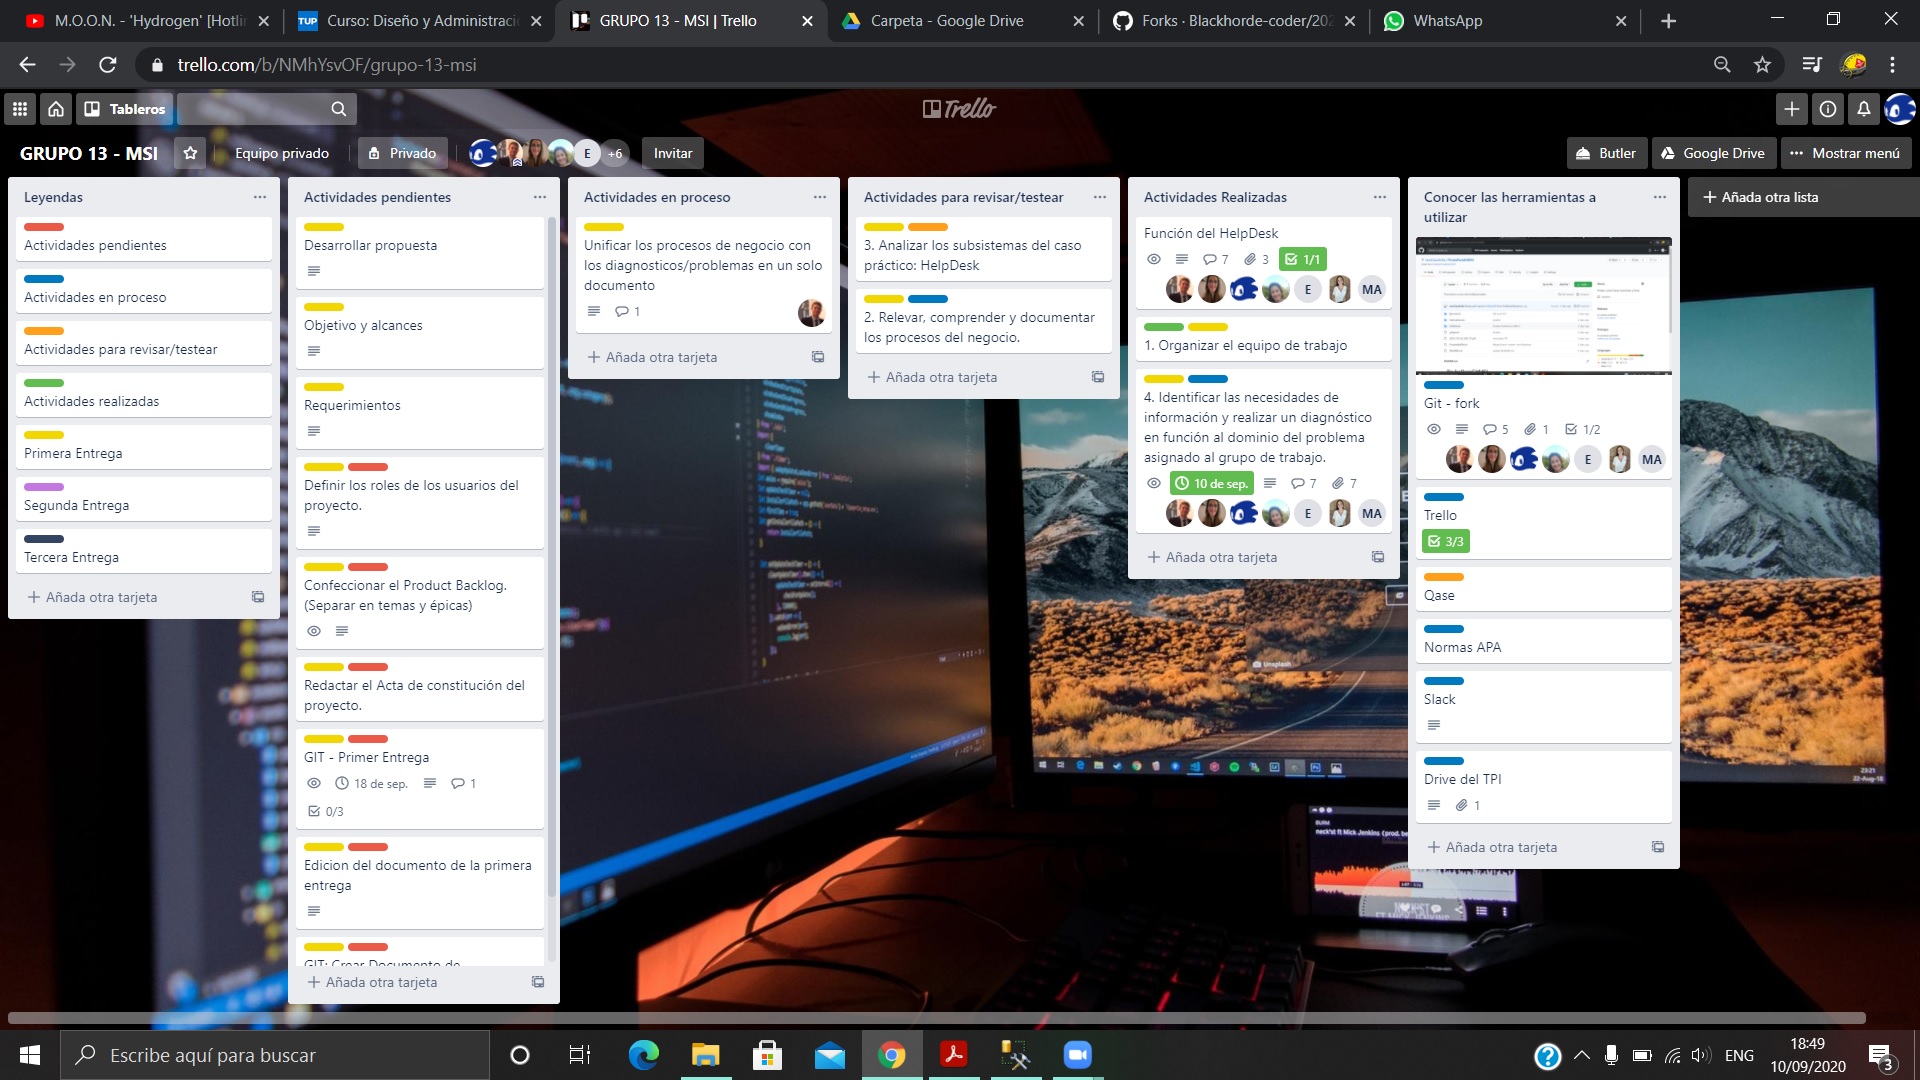 M.O.O.N. - 'Hydrogen' [Hotlin
TUP
Curso: Diseño y Administraci
GRUPO 13 - MSI | Trello
Carpeta - Google Drive
Forks · Blackhorde-coder/202
WhatsApp
trello.com/b/NMhYsvOF/grupo-13-msi
Tableros
Trello
GRUPO 13 - MSI
Equipo privado
Privado
E
+6
Invitar
Butler
Google Drive
Mostrar menú
Leyendas
Actividades pendientes
Actividades en proceso
Actividades para revisar/testear
Actividades realizadas
Primera Entrega
Segunda Entrega
Tercera Entrega
Añada otra tarjeta
Actividades pendientes
Desarrollar propuesta
Objetivo y alcances
Requerimientos
Definir los roles de los usuarios del
proyecto.
Confeccionar el Product Backlog.
(Separar en temas y épicas)
Redactar el Acta de constitución del
proyecto.
GIT - Primer Entrega
18 de sep.
1
0/3
Edicion del documento de la primera
entrega
GIT: Crear Documento de
Añada otra tarjeta
Actividades en proceso
Unificar los procesos de negocio con
los diagnosticos/problemas en un solo
documento
1
Añada otra tarjeta
Actividades para revisar/testear
3. Analizar los subsistemas del caso
práctico: HelpDesk
2. Relevar, comprender y documentar
los procesos del negocio.
Añada otra tarjeta
Actividades Realizadas
Función del HelpDesk
7
3
1/1
E
MA
1. Organizar el equipo de trabajo
4. Identificar las necesidades de
información y realizar un diagnóstico
en función al dominio del problema
asignado al grupo de trabajo.
10 de sep.
7
7
E
MA
Añada otra tarjeta
Conocer las herramientas a
utilizar
Git - fork
5
1
1/2
E
MA
Trello
3/3
Qase
Normas APA
Slack
Drive del TPI
1
Añada otra tarjeta
Añada otra lista
Unsplash
23:21
22-Aug-18
Escribe aquí para buscar
ENG
18:49
10/09/2020
3